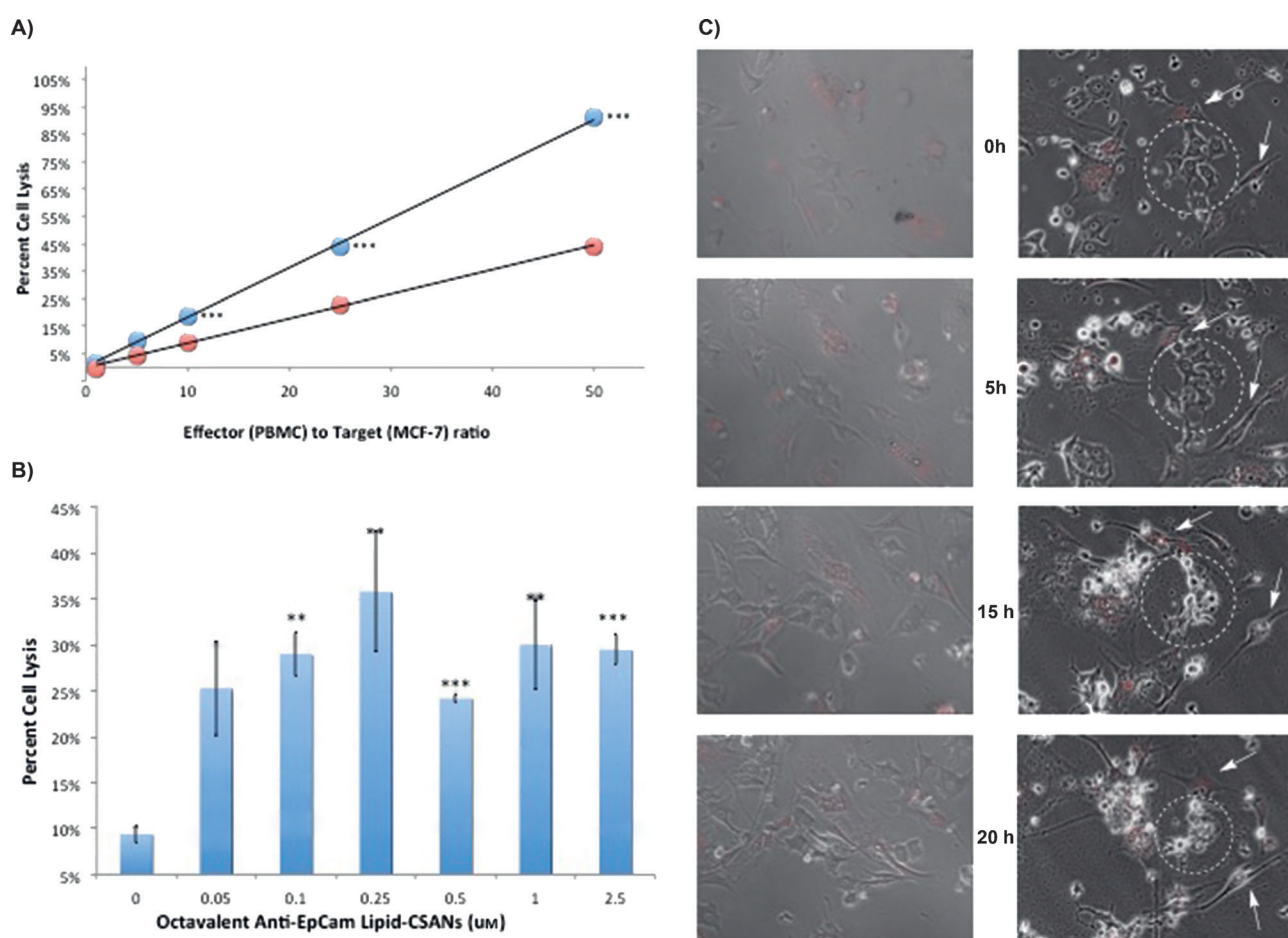 A)
105%
95%
85%
75%
65%
55%
45%
35%
25%
15%
5%
Percent Cell Lysis
***
***
***
0 10 20 30 40 50
Effector (PBMC) to Target (MCF-7) ratio
B)
45%
40%
35%
30%
25%
20%
15%
10%
5%
Percent Cell Lysis
**
**
***
**
***
0 0.05 0.1 0.25 0.5 1 2.5
Octavalent Anti-EpCam Lipid-CSANs (uM)
C)
0h
5h
15 h
20 h